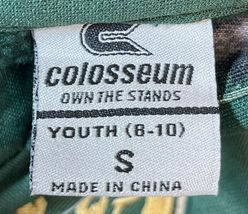 colosseum
OWN THE STANDS
YOUTH (8-10)
S
MADE IN CHINA